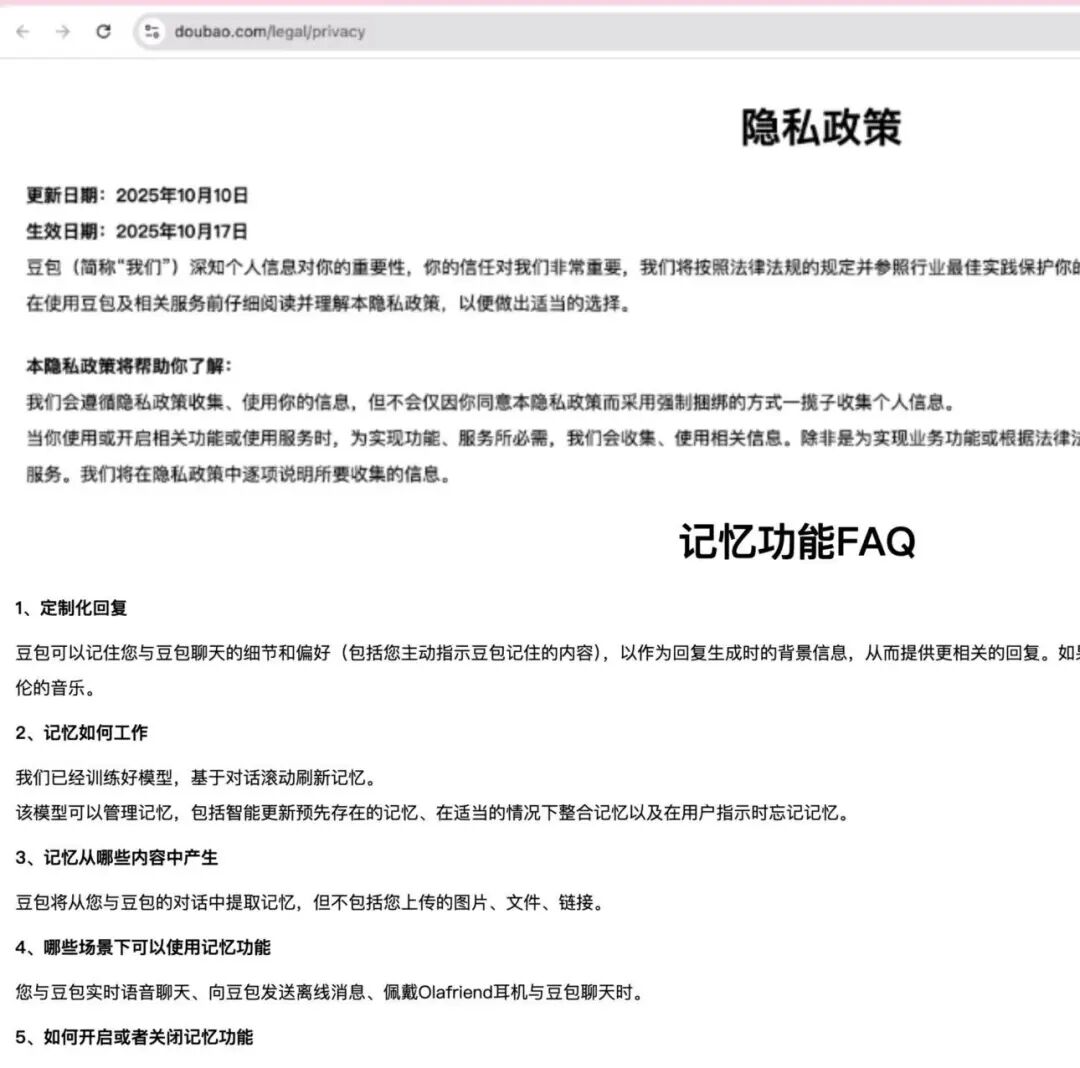 doubao.com/legal/privacy
隐私政策
更新日期：2025年10月10日
生效日期：2025年10月17日
豆包（简称“我们”）深知个人信息对你的重要性，你的信任对我们非常重要，我们将按照法律法规的规定并参照行业最佳实践保护你的
在使用豆包及相关服务前仔细阅读并理解本隐私政策，以便做出适当的选择。
本隐私政策将帮助你了解：
我们会遵循隐私政策收集、使用你的信息，但不会仅因你同意本隐私政策而采用强制捆绑的方式一揽子收集个人信息。
当你使用或开启相关功能或使用服务时，为实现功能、服务所必需，我们会收集、使用相关信息。除非是为实现业务功能或根据法律法
服务。我们将在隐私政策中逐项说明所要收集的信息。
记忆功能FAQ
1、定制化回复
豆包可以记住您与豆包聊天的细节和偏好（包括您主动指示豆包记住的内容），以作为回复生成时的背景信息，从而提供更相关的回复。如果
伦的音乐。
2、记忆如何工作
我们已经训练好模型，基于对话滚动刷新记忆。
该模型可以管理记忆，包括智能更新预先存在的记忆、在适当的情况下整合记忆以及在用户指示时忘记记忆。
3、记忆从哪些内容中产生
豆包将从您与豆包的对话中提取记忆，但不包括您上传的图片、文件、链接。
4、哪些场景下可以使用记忆功能
您与豆包实时语音聊天、向豆包发送离线消息、佩戴Olafriend耳机与豆包聊天时。
5、如何开启或者关闭记忆功能